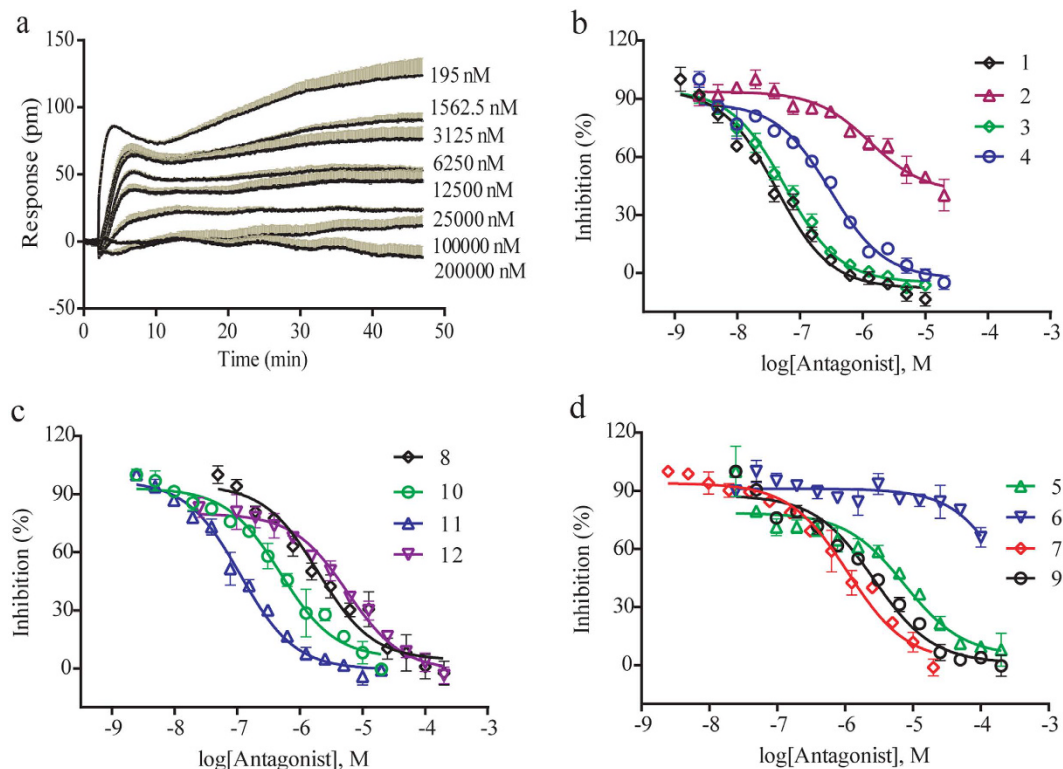 a
Response (pm)
150
100
50
0
-50
0 10 20 30 40 50
Time (min)
195 nM
1562.5 nM
3125 nM
6250 nM
12500 nM
25000 nM
100000 nM
200000 nM
b
Inhibition (%)
120
90
60
30
0
-9 -8 -7 -6 -5 -4 -3
log[Antagonist], M
1
2
3
4
c
Inhibition (%)
120
90
60
30
0
-9 -8 -7 -6 -5 -4 -3
log[Antagonist], M
8
10
11
12
d
Inhibition (%)
120
90
60
30
0
-9 -8 -7 -6 -5 -4 -3
log[Antagonist], M
5
6
7
9